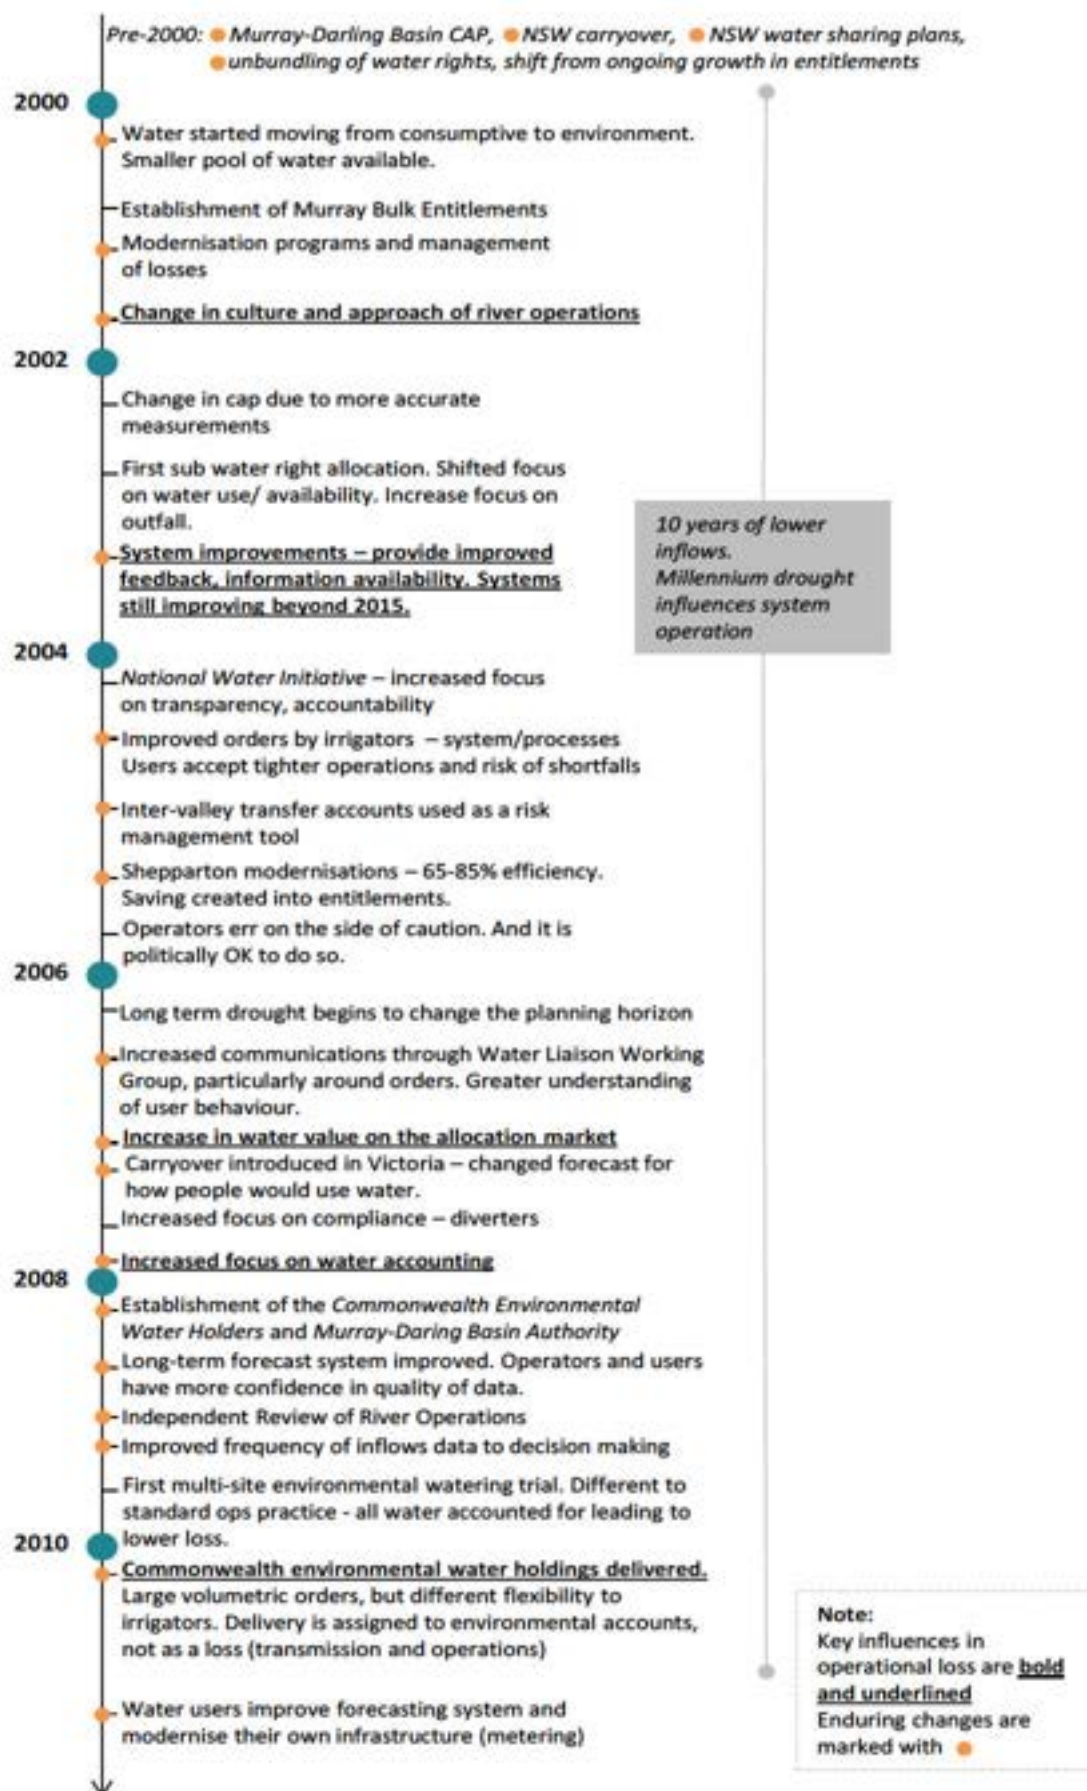 Pre-2000: Murray-Darling Basin CAP, NSW carryover, NSW water sharing plans,
unbundling of water rights, shift from ongoing growth in entitlements
2000
Water started moving from consumptive to environment.
Smaller pool of water available.
Establishment of Murray Bulk Entitlements
Modernisation programs and management
of losses
Change in culture and approach of river operations
2002
Change in cap due to more accurate
measurements
First sub water right allocation. Shifted focus
on water use/ availability. Increase focus on
outfall.
System improvements – provide improved
feedback, information availability. Systems
still improving beyond 2015.
10 years of lower
inflows.
Millennium drought
influences system
operation
2004
National Water Initiative – increased focus
on transparency, accountability
Improved orders by irrigators – system/processes
Users accept tighter operations and risk of shortfalls
Inter-valley transfer accounts used as a risk
management tool
Shepparton modernisations – 65-85% efficiency.
Saving created into entitlements.
Operators err on the side of caution. And it is
politically OK to do so.
2006
Long term drought begins to change the planning horizon
Increased communications through Water Liaison Working
Group, particularly around orders. Greater understanding
of user behaviour.
Increase in water value on the allocation market
Carryover introduced in Victoria – changed forecast for
how people would use water.
Increased focus on compliance – diverters
Increased focus on water accounting
2008
Establishment of the Commonwealth Environmental
Water Holders and Murray-Daring Basin Authority
Long-term forecast system improved. Operators and users
have more confidence in quality of data.
Independent Review of River Operations
Improved frequency of inflows data to decision making
First multi-site environmental watering trial. Different to
standard ops practice - all water accounted for leading to
lower loss.
2010
Commonwealth environmental water holdings delivered.
Large volumetric orders, but different flexibility to
irrigators. Delivery is assigned to environmental accounts,
not as a loss (transmission and operations)
Water users improve forecasting system and
modernise their own infrastructure (metering)
Note:
Key influences in
operational loss are bold
and underlined
Enduring changes are
marked with